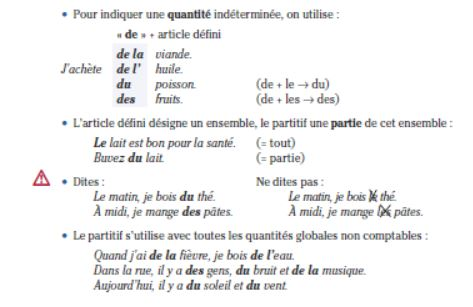 • Pour indiquer une quantité indéterminée, on utilise :
« de » + article défini
de la viande.
J'achète de l' huile.
du poisson. (de + le → du)
des fruits. (de + les → des)
• L'article défini désigne un ensemble, le partitif une partie de cet ensemble :
Le lait est bon pour la santé. (= tout)
Buvez du lait. (= partie)
• Dites : Ne dites pas :
Le matin, je bois du thé. Le matin, je bois le thé.
À midi, je mange des pâtes. À midi, je mange les pâtes.
• Le partitif s'utilise avec toutes les quantités globales non comptables :
Quand j'ai de la fièvre, je bois de l'eau.
Dans la rue, il y a des gens, du bruit et de la musique.
Aujourd'hui, il y a du soleil et du vent.